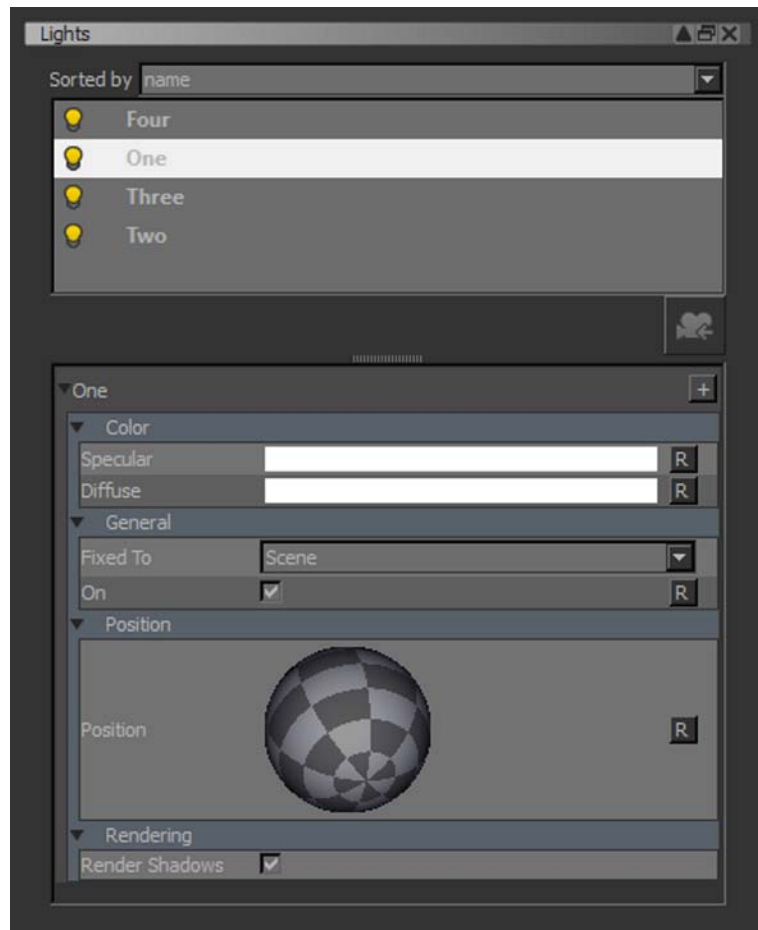 Lights
Sorted by name
Four
One
Three
Two
One +
Color
Specular R
Diffuse R
General
Fixed To Scene
On R
Position
Position R
Rendering
Render Shadows